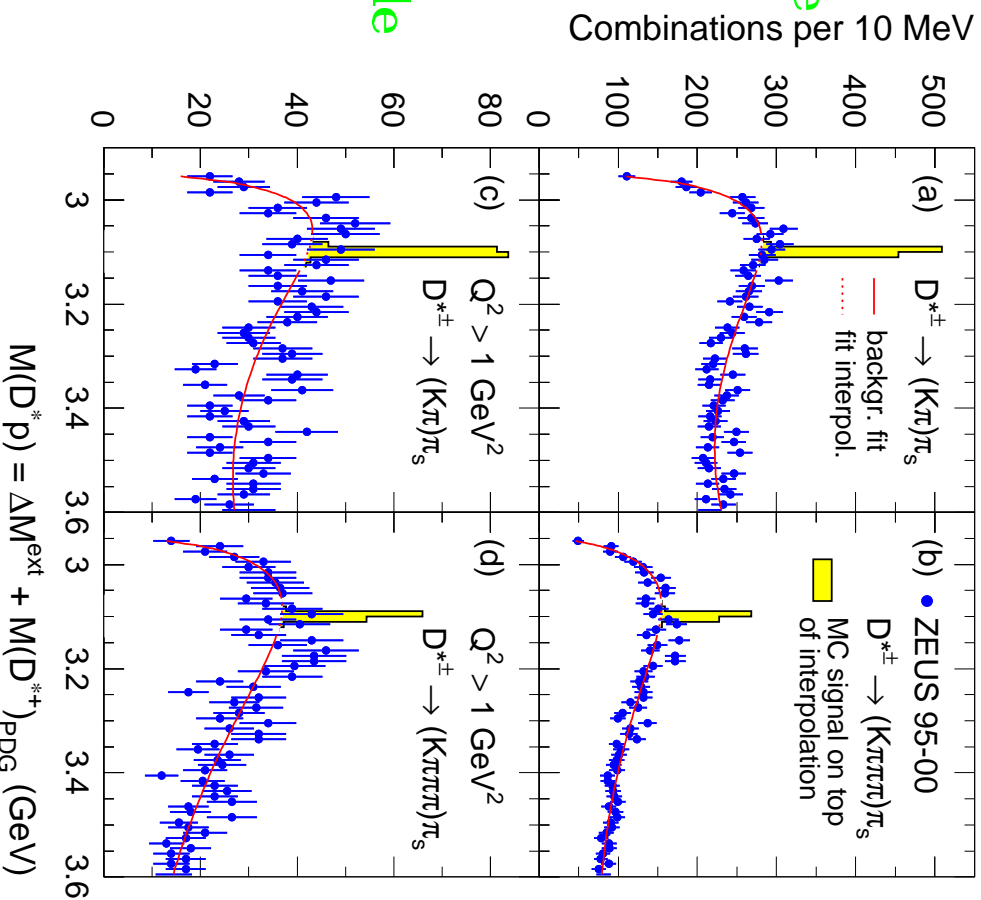 Combinations per 10 MeV
e
le
(a)
D*± → (Kπ)πs
backgr. fit
fit interpol.
100
200
300
400
500
0
(b) ● ZEUS 95-00
D*± → (Kπππ)πs
MC signal on top
of interpolation
(c)
Q² > 1 GeV²
D*± → (Kπ)πs
0
20
40
60
80
(d)
Q² > 1 GeV²
D*± → (Kπππ)πs
3
3.2
3.4
3.6
3
3.2
3.4
3.6
M(D*p) = ΔM^ext + M(D*+)PDG (GeV)